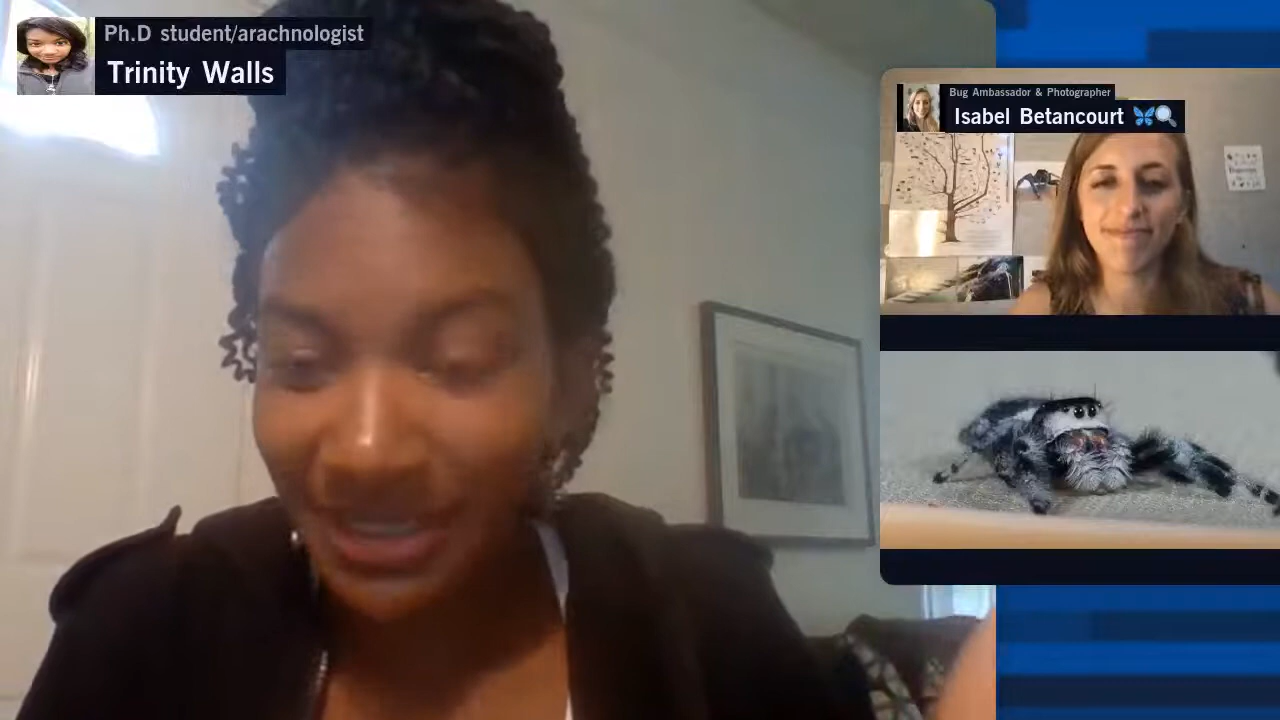 Ph.D student/arachnologist
Trinity Walls
Bug Ambassador & Photographer
Isabel Betancourt 🦋🔍